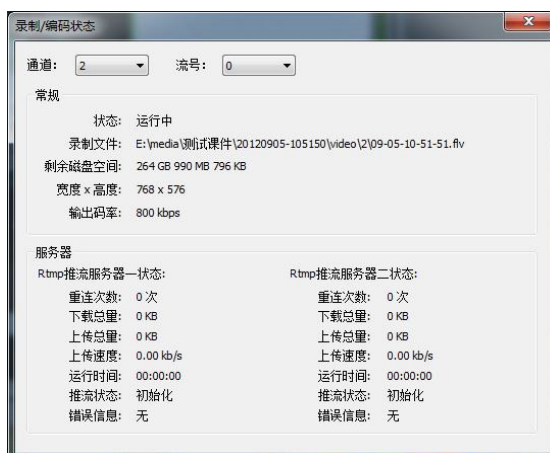 录制/编码状态
通道: 2 流号: 0
常规
状态: 运行中
录制文件: E:\media\测试课件\20120905-105150\video\2\09-05-10-51-51.flv
剩余磁盘空间: 264 GB 990 MB 796 KB
宽度 x 高度: 768 x 576
输出码率: 800 kbps
服务器
Rtmp推流服务器一状态: Rtmp推流服务器二状态:
重连次数: 0 次 重连次数: 0 次
下载总量: 0 KB 下载总量: 0 KB
上传总量: 0 KB 上传总量: 0 KB
上传速度: 0.00 kb/s 上传速度: 0.00 kb/s
运行时间: 00:00:00 运行时间: 00:00:00
推流状态: 初始化 推流状态: 初始化
错误信息: 无 错误信息: 无